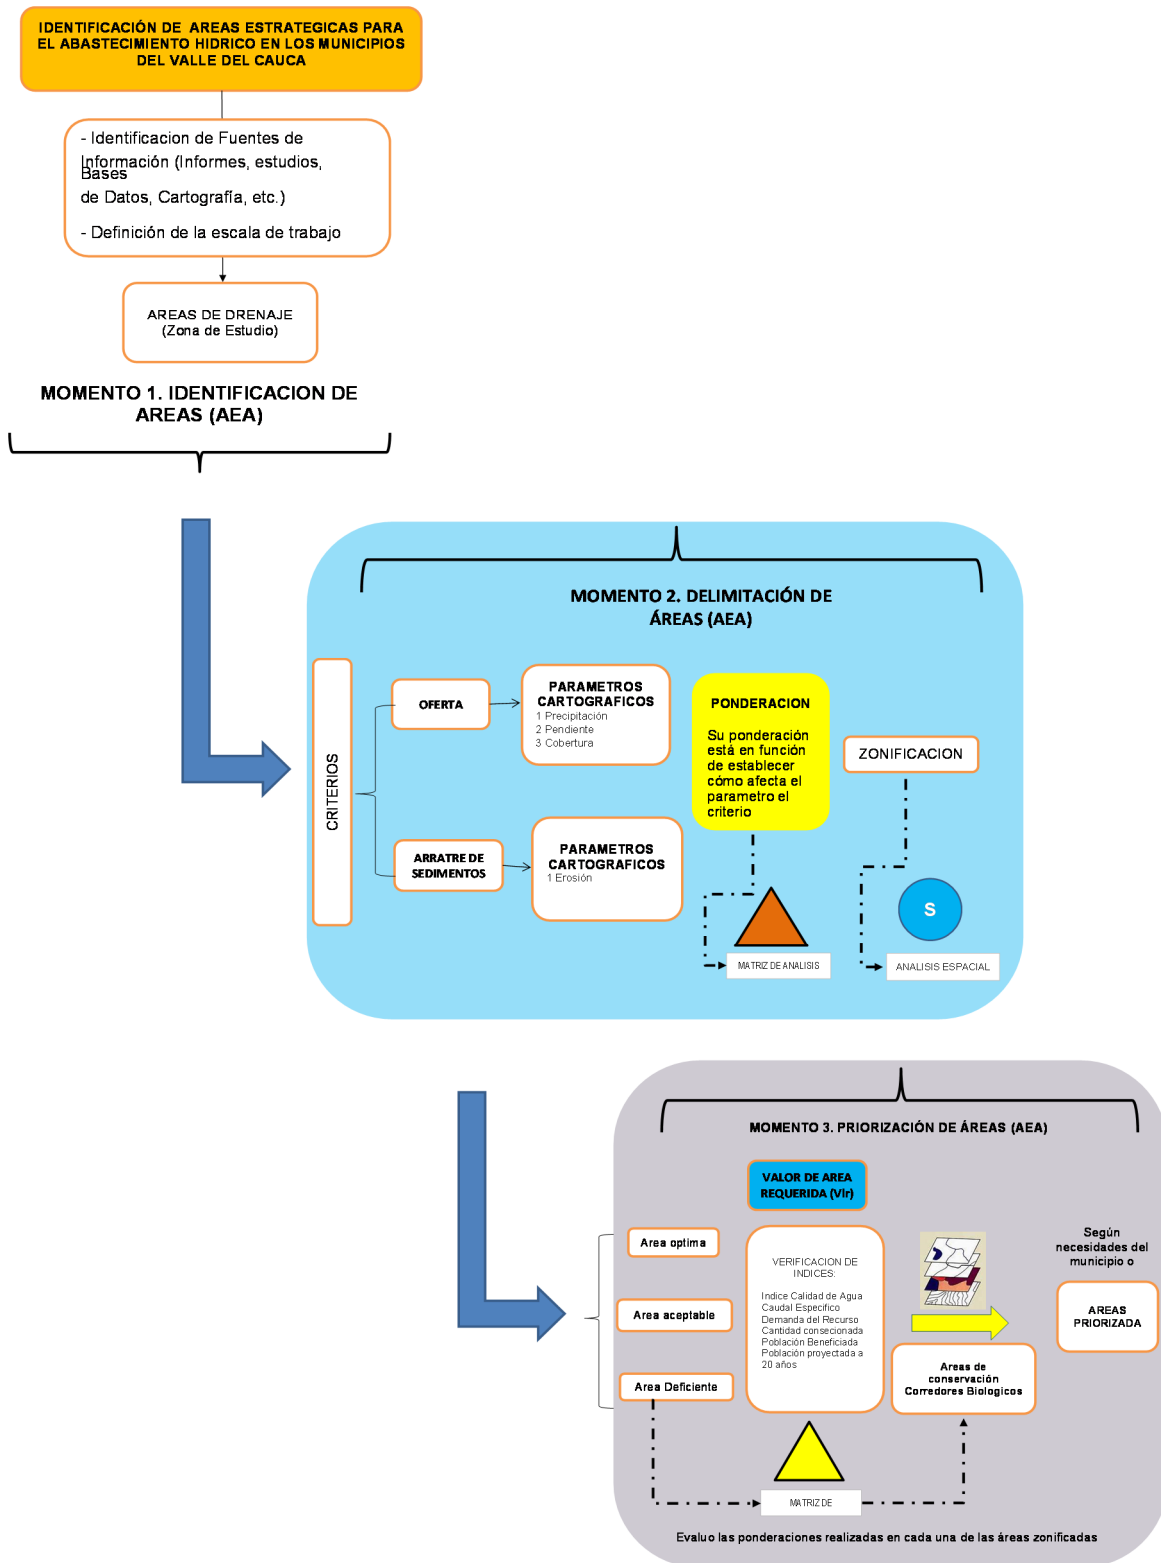 IDENTIFICACIÓN DE AREAS ESTRATEGICAS PARA
EL ABASTECIMIENTO HIDRICO EN LOS MUNICIPIOS
DEL VALLE DEL CAUCA
- Identificacion de Fuentes de
Información (Informes, estudios,
Bases
de Datos, Cartografía, etc.)
- Definición de la escala de trabajo
AREAS DE DRENAJE
(Zona de Estudio)
MOMENTO 1. IDENTIFICACION DE
AREAS (AEA)
MOMENTO 2. DELIMITACIÓN DE
ÁREAS (AEA)
CRITERIOS
OFERTA
PARAMETROS
CARTOGRAFICOS
1 Precipitación
2 Pendiente
3 Cobertura
ARRATRE DE
SEDIMENTOS
PARAMETROS
CARTOGRAFICOS
1 Erosión
PONDERACION
Su ponderación
está en función
de establecer
cómo afecta el
parametro el
criterio
MATRIZ DE ANALISIS
ZONIFICACION
S
ANALISIS ESPACIAL
MOMENTO 3. PRIORIZACIÓN DE ÁREAS (AEA)
VALOR DE AREA
REQUERIDA (Vir)
Area optima
Area aceptable
Area Deficiente
VERIFICACION DE
INDICES:
Indice Calidad de Agua
Caudal Especifico
Demanda del Recurso
Cantidad consecionada
Población Beneficiada
Población proyectada a
20 años
MATRIZ DE
Areas de
conservación
Corredores Biologicos
Según
necesidades del
municipio o
AREAS
PRIORIZADA
Evaluo las ponderaciones realizadas en cada una de las áreas zonificadas